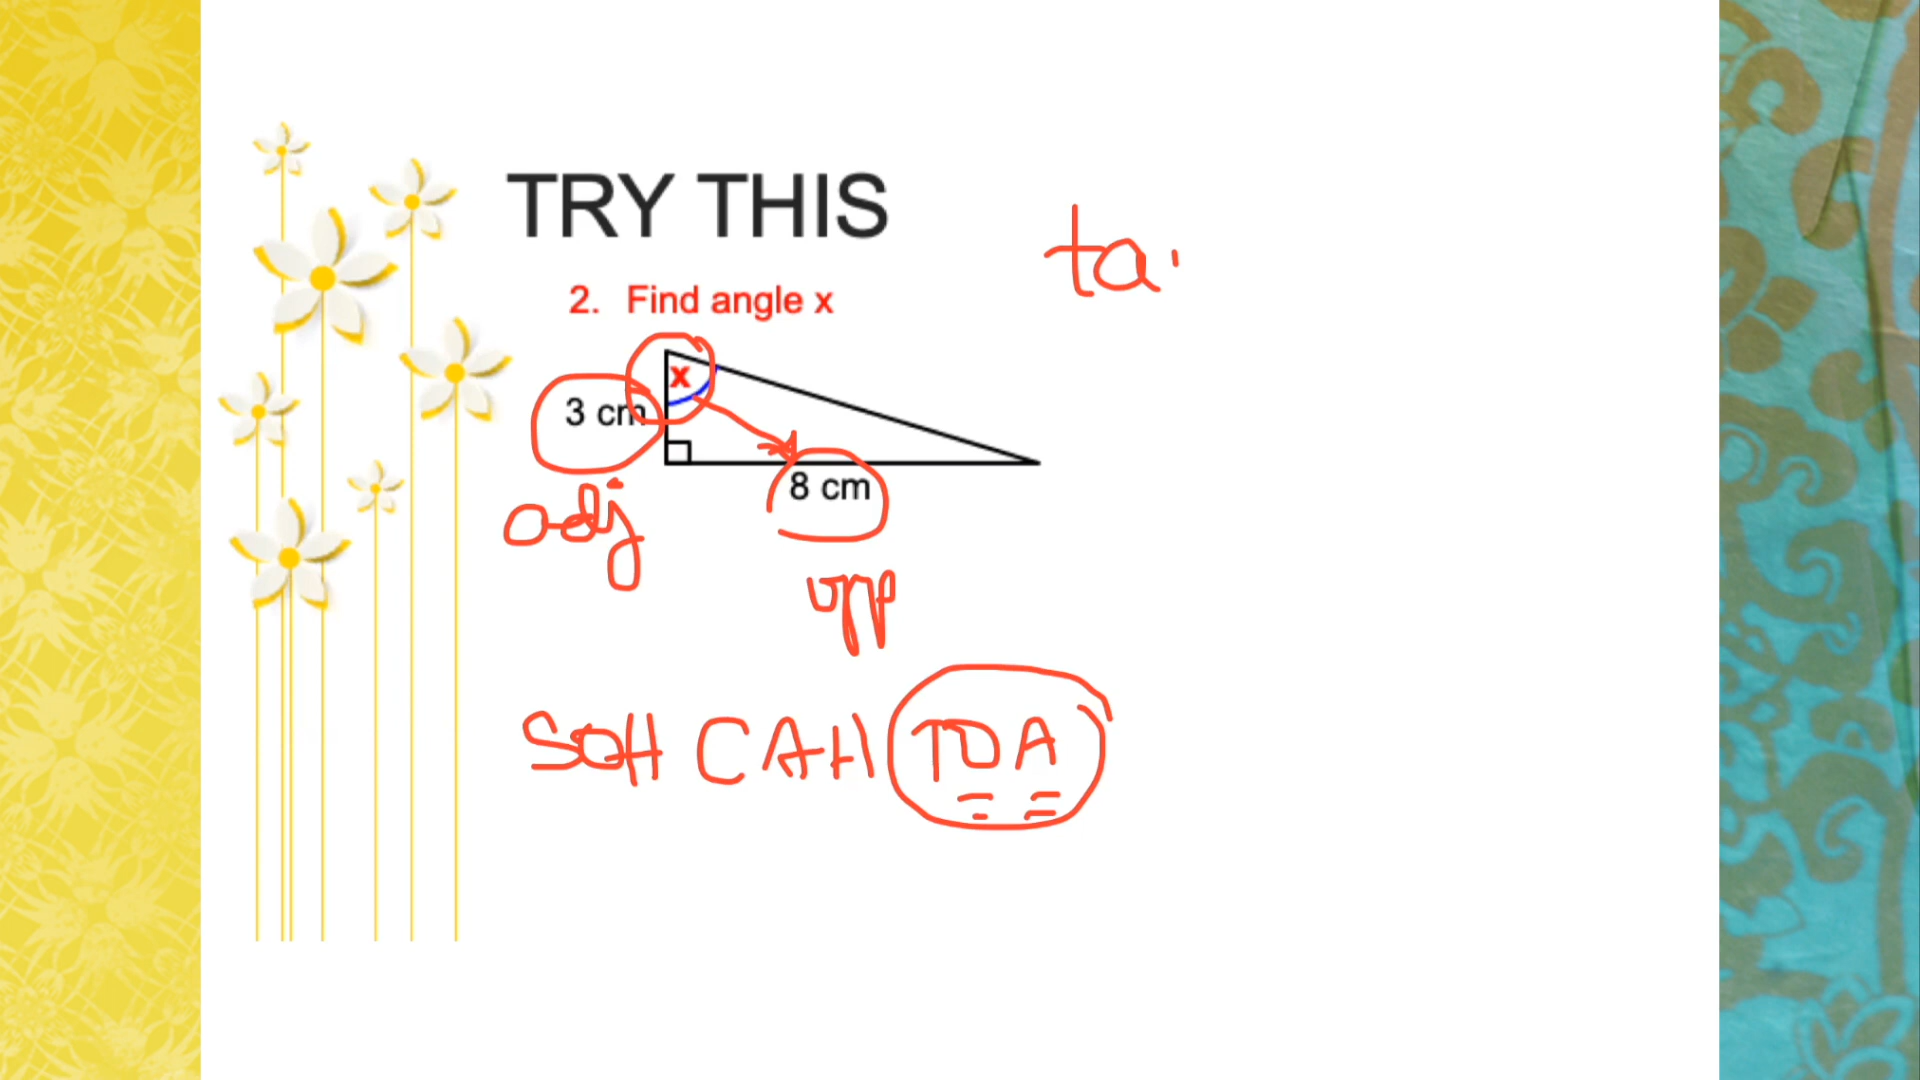 TRY THIS
ta
2. Find angle x
x
3 cm
8 cm
adj
opp
SOH CAH TOA